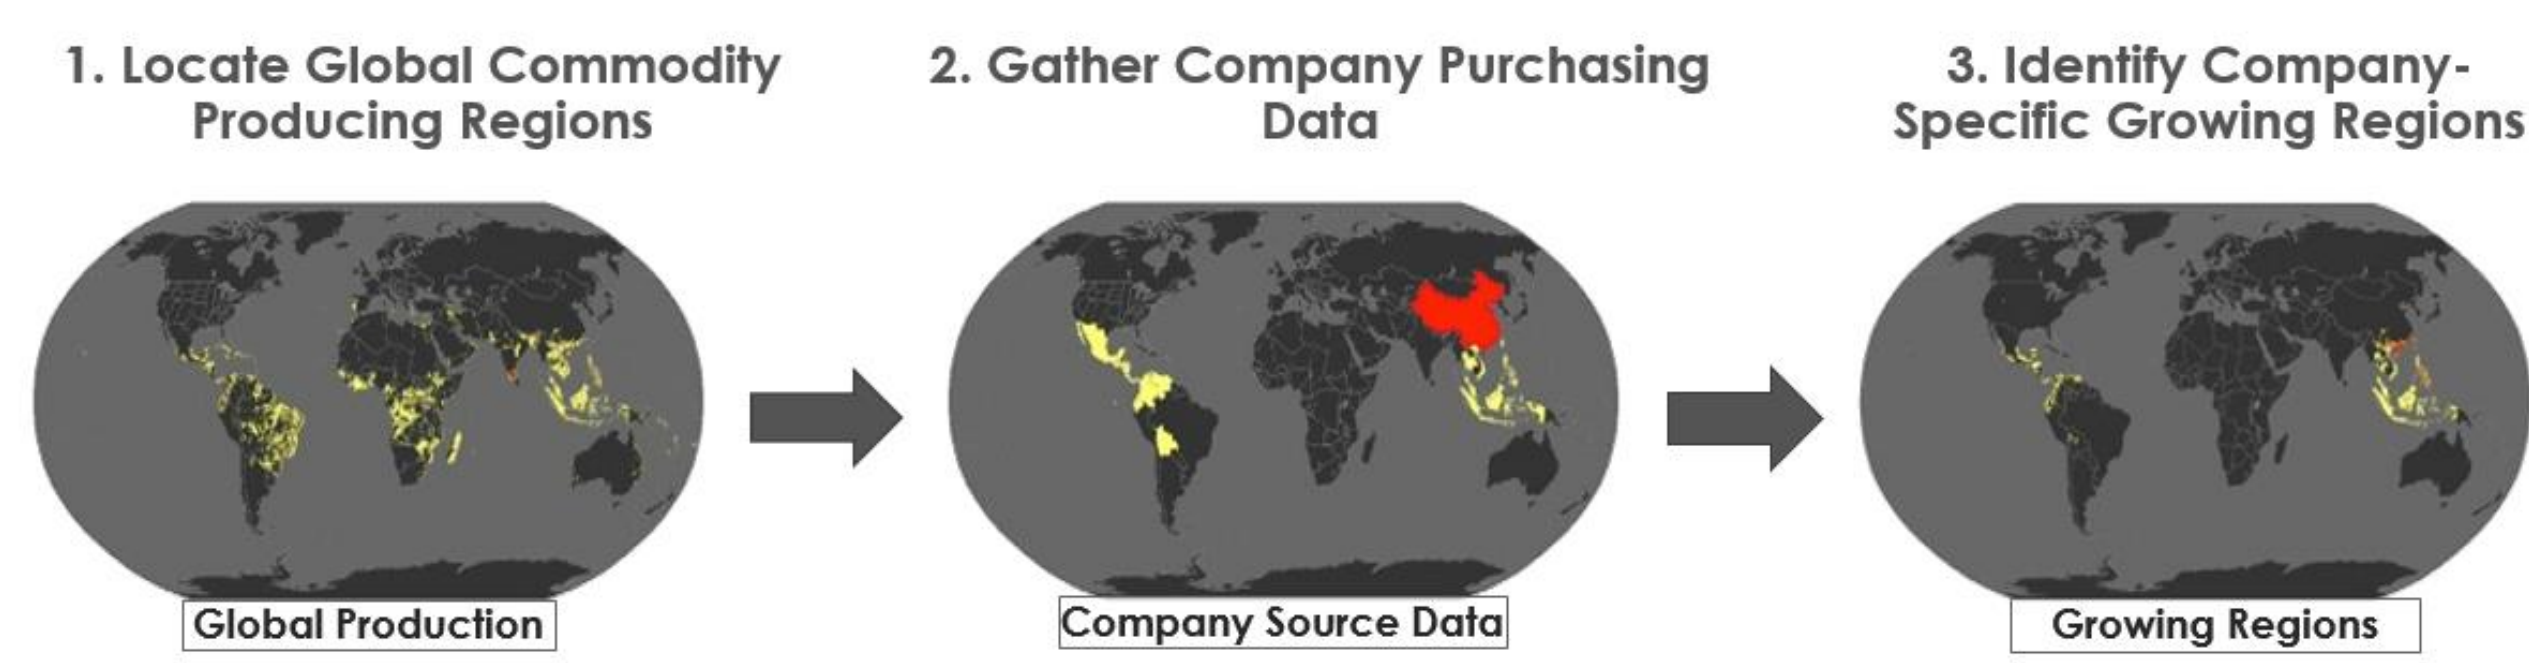 1. Locate Global Commodity
Producing Regions
2. Gather Company Purchasing
Data
3. Identify Company-
Specific Growing Regions
Global Production
Company Source Data
Growing Regions